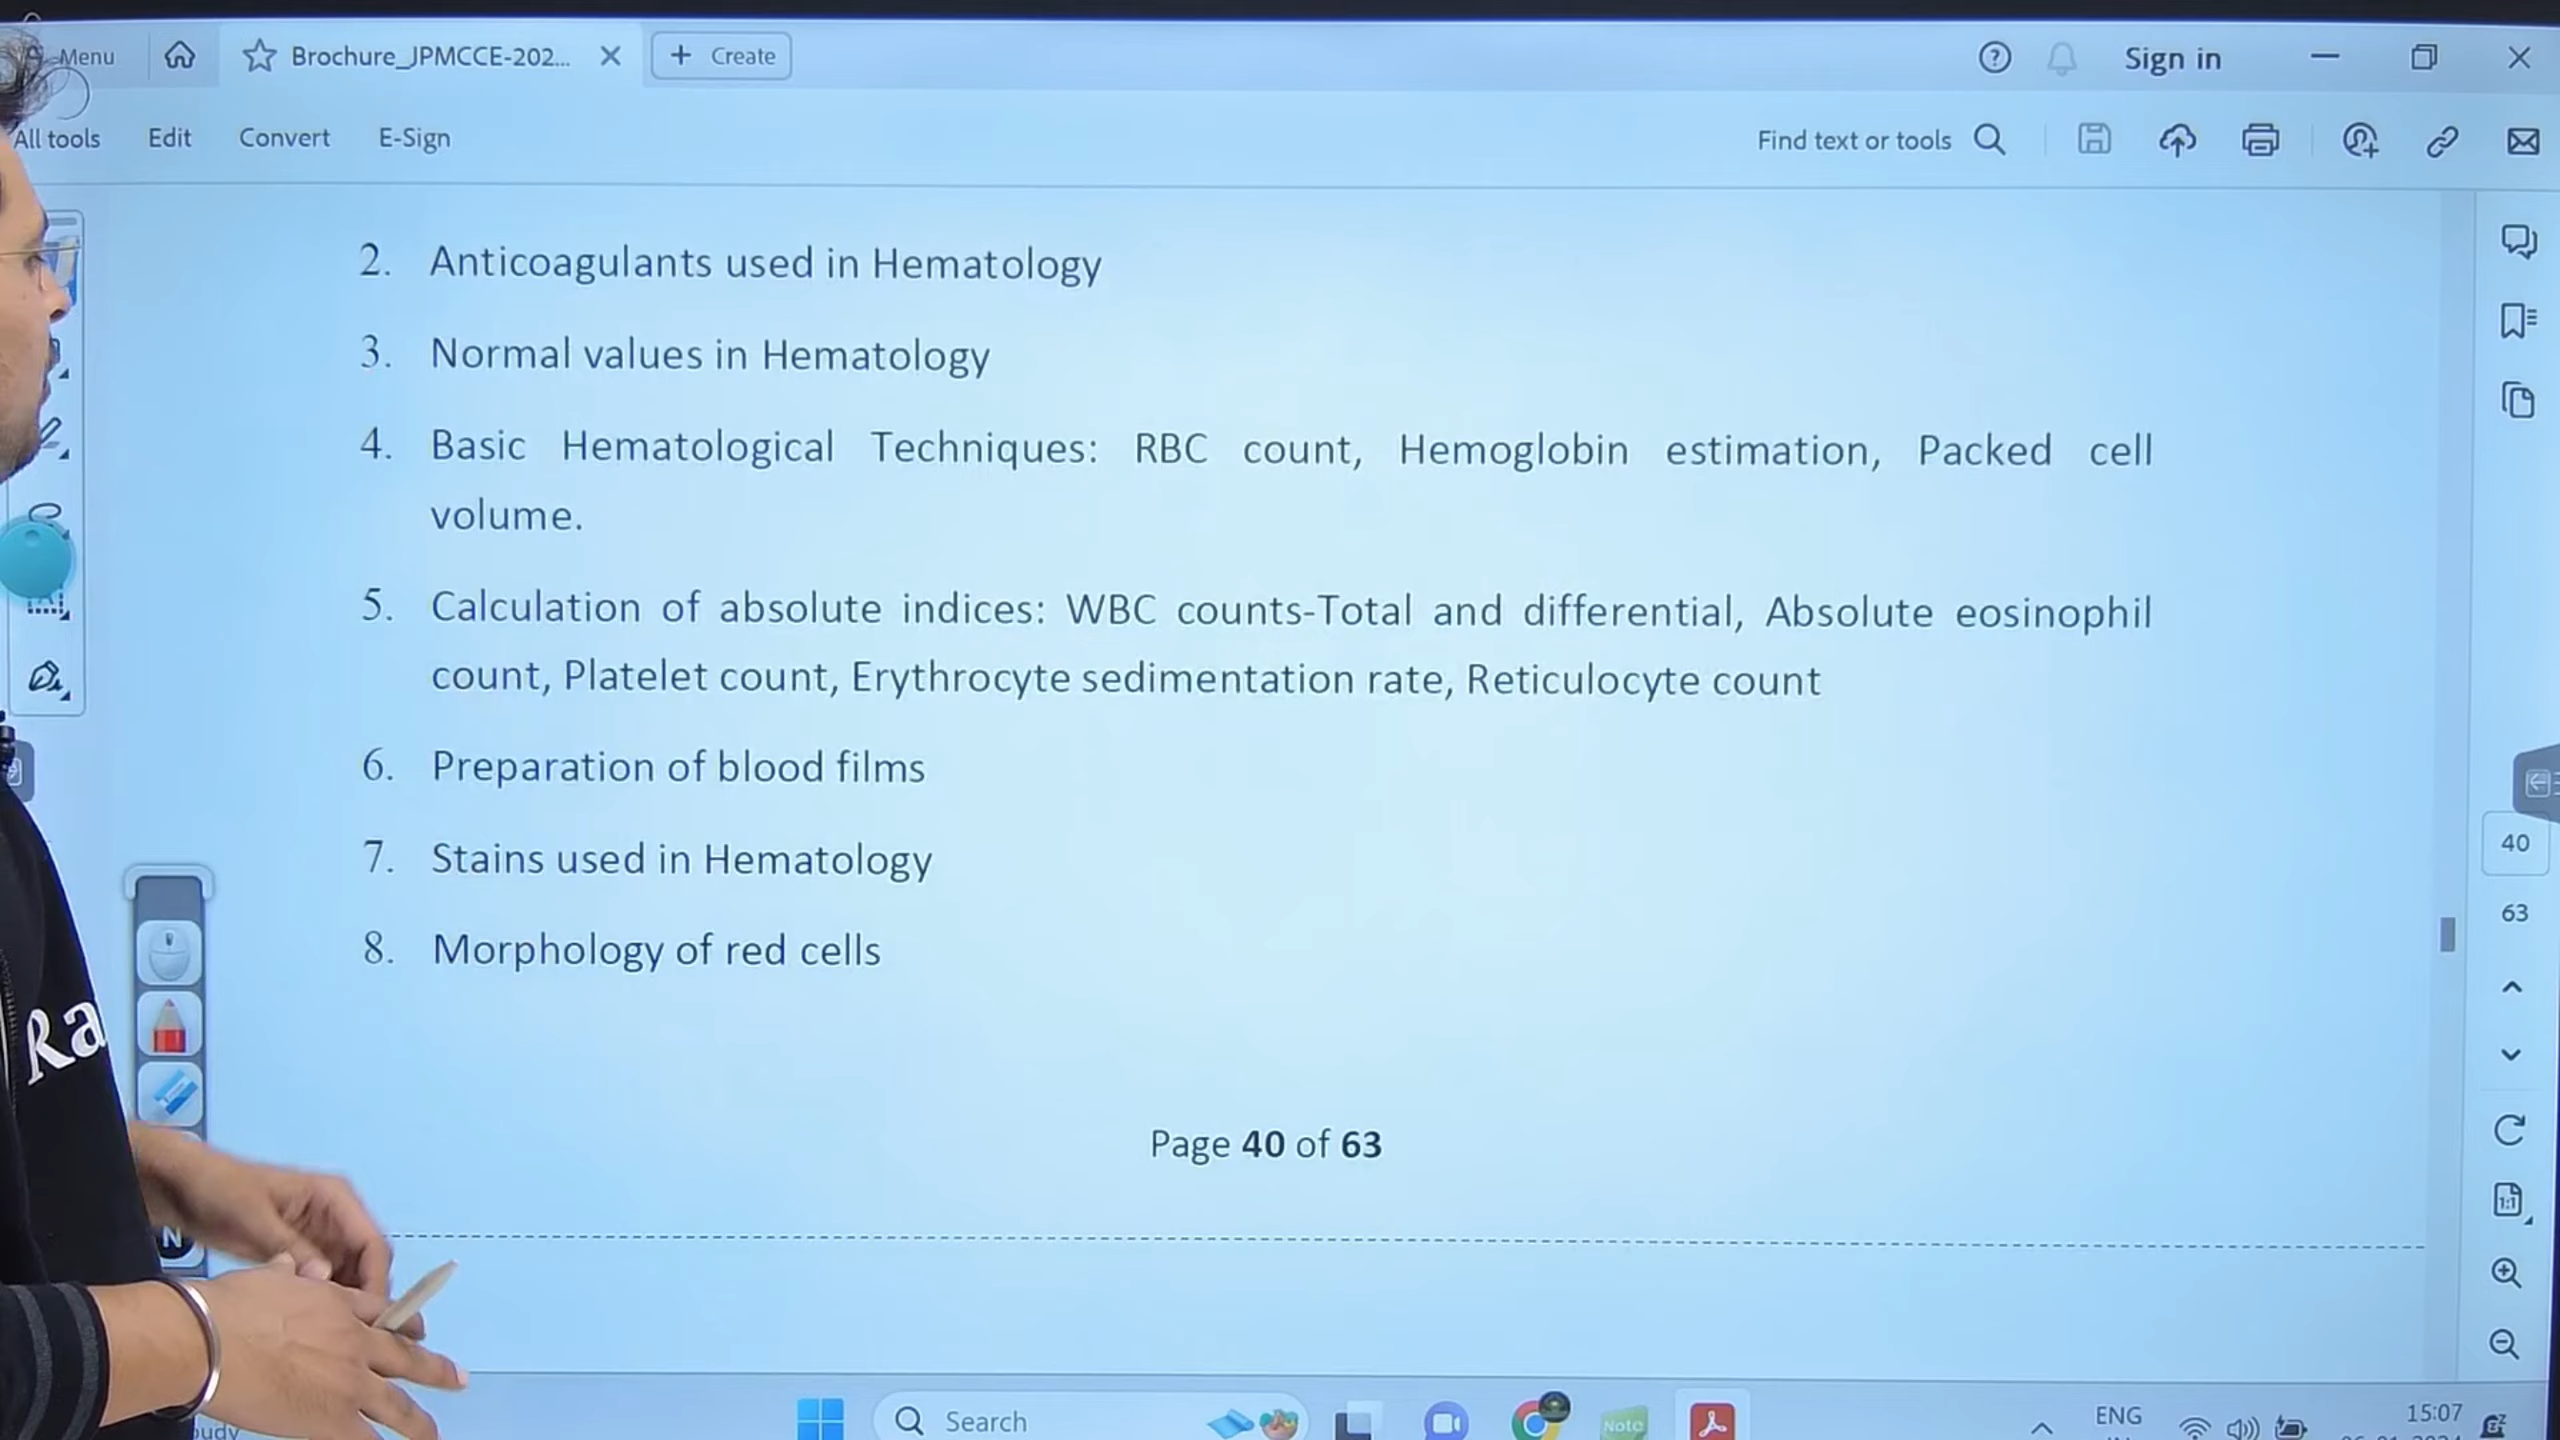 Menu
Brochure_JPMCCE-202...
Create
Sign in
All tools
Edit
Convert
E-Sign
Find text or tools
2. Anticoagulants used in Hematology
3. Normal values in Hematology
4. Basic Hematological Techniques: RBC count, Hemoglobin estimation, Packed cell
volume.
5. Calculation of absolute indices: WBC counts-Total and differential, Absolute eosinophil
count, Platelet count, Erythrocyte sedimentation rate, Reticulocyte count
6. Preparation of blood films
7. Stains used in Hematology
8. Morphology of red cells
Page 40 of 63
40
63
1:1
Ra
N
Search
Note
ENG
15:07